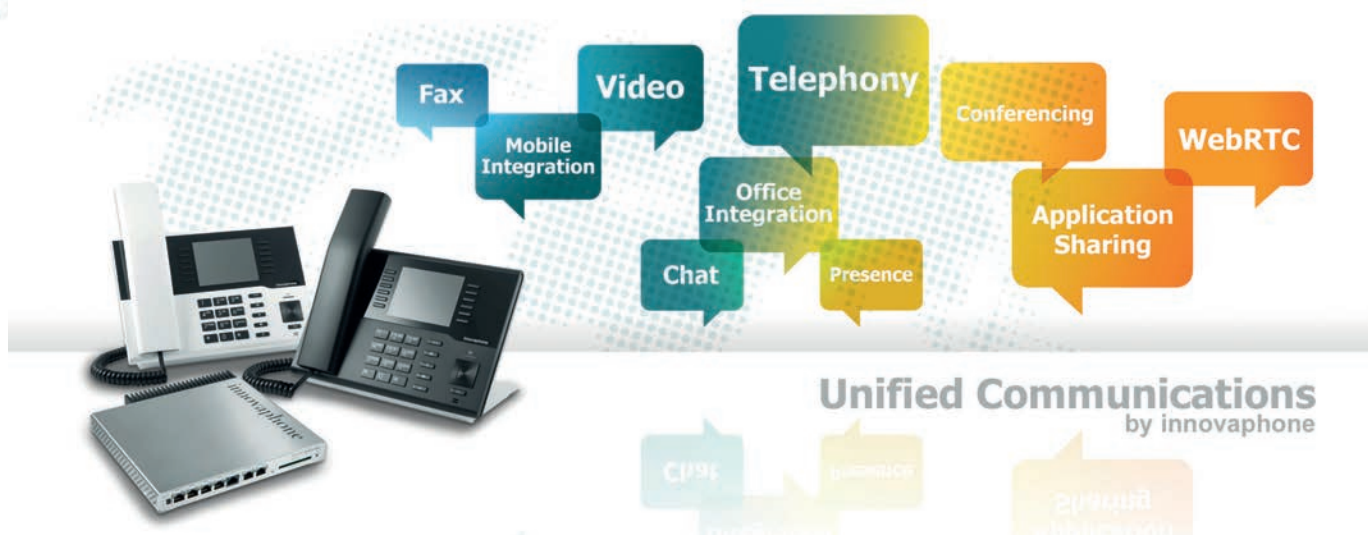 Fax
Video
Telephony
Mobile
Integration
Conferencing
WebRTC
Office
Integration
Application
Sharing
Chat
Presence
innovaphone
Unified Communications
by innovaphone